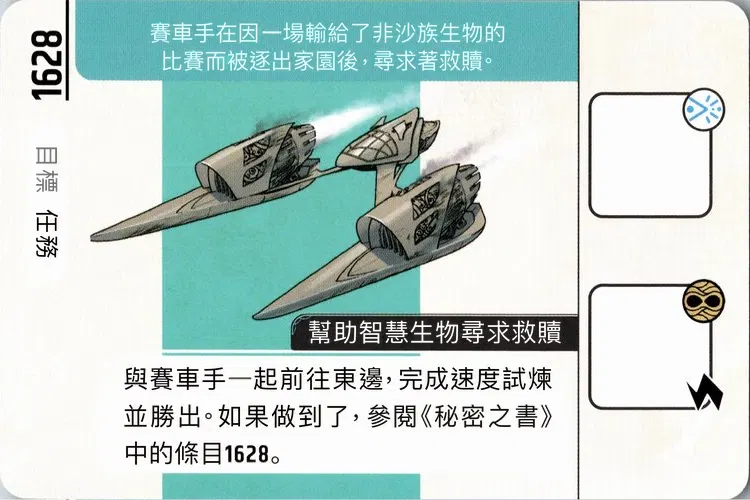 賽車手在因一場輸給了非沙族生物的
比賽而被逐出家園後，尋求著救贖。
1628
目標 任務
幫助智慧生物尋求救贖
與賽車手一起前往東邊，完成速度試煉
並勝出。如果做到了，參閱《秘密之書》
中的條目1628。